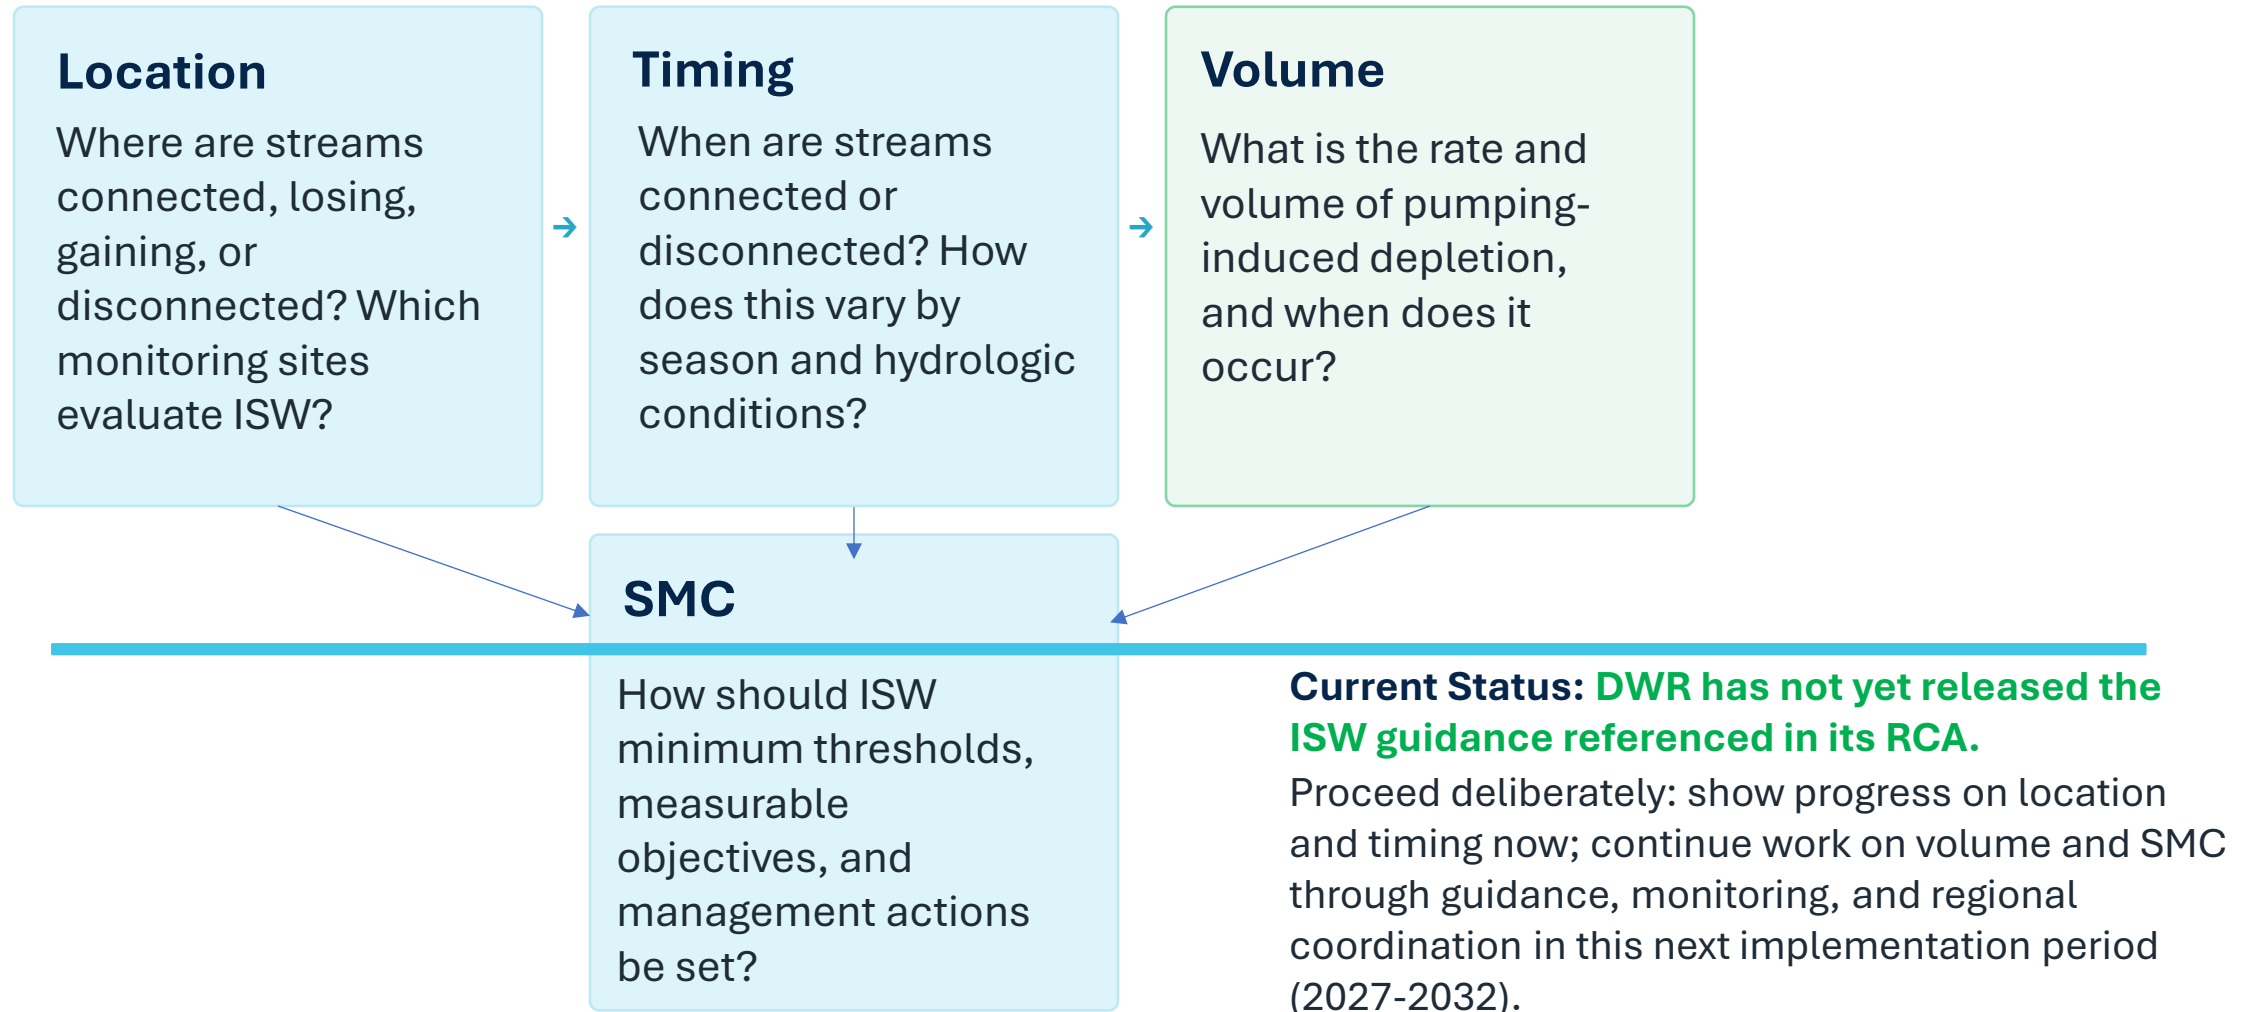 Location
Where are streams
connected, losing,
gaining, or
disconnected? Which
monitoring sites
evaluate ISW?
Timing
When are streams
connected or
disconnected? How
does this vary by
season and hydrologic
conditions?
Volume
What is the rate and
volume of pumping-
induced depletion,
and when does it
occur?
SMC
How should ISW
minimum thresholds,
measurable
objectives, and
management actions
be set?
Current Status: DWR has not yet released the
ISW guidance referenced in its RCA.
Proceed deliberately: show progress on location
and timing now; continue work on volume and SMC
through guidance, monitoring, and regional
coordination in this next implementation period
(2027-2032).